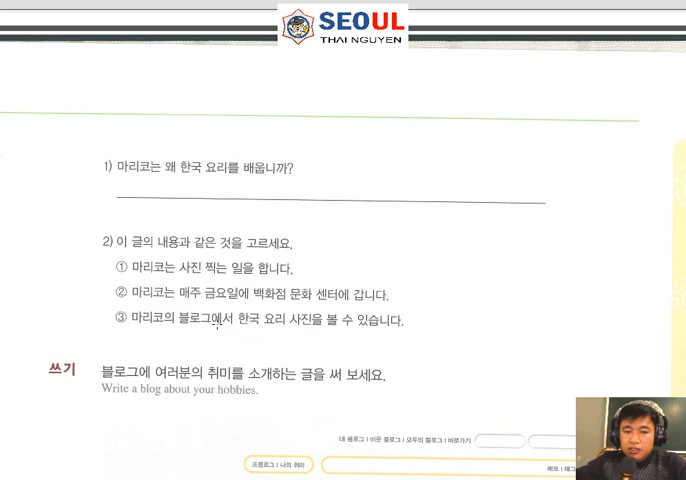 SEOUL
THAI NGUYEN
1) 마리코는 왜 한국 요리를 배웁니까?
2) 이 글의 내용과 같은 것을 고르세요.
① 마리코는 사진 찍는 일을 합니다.
② 마리코는 매주 금요일에 백화점 문화 센터에 갑니다.
③ 마리코의 블로그에서 한국 요리 사진을 볼 수 있습니다.
쓰기 블로그에 여러분의 취미를 소개하는 글을 써 보세요.
Write a blog about your hobbies.
내 블로그 I 이웃 블로그 I 모두의 블로그 I 바로가기
프롤로그 I 나의 취미
메모 I 태그